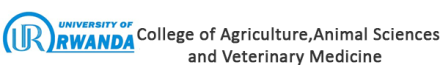 UNIVERSITY OF
UR RWANDA
College of Agriculture,Animal Sciences
and Veterinary Medicine